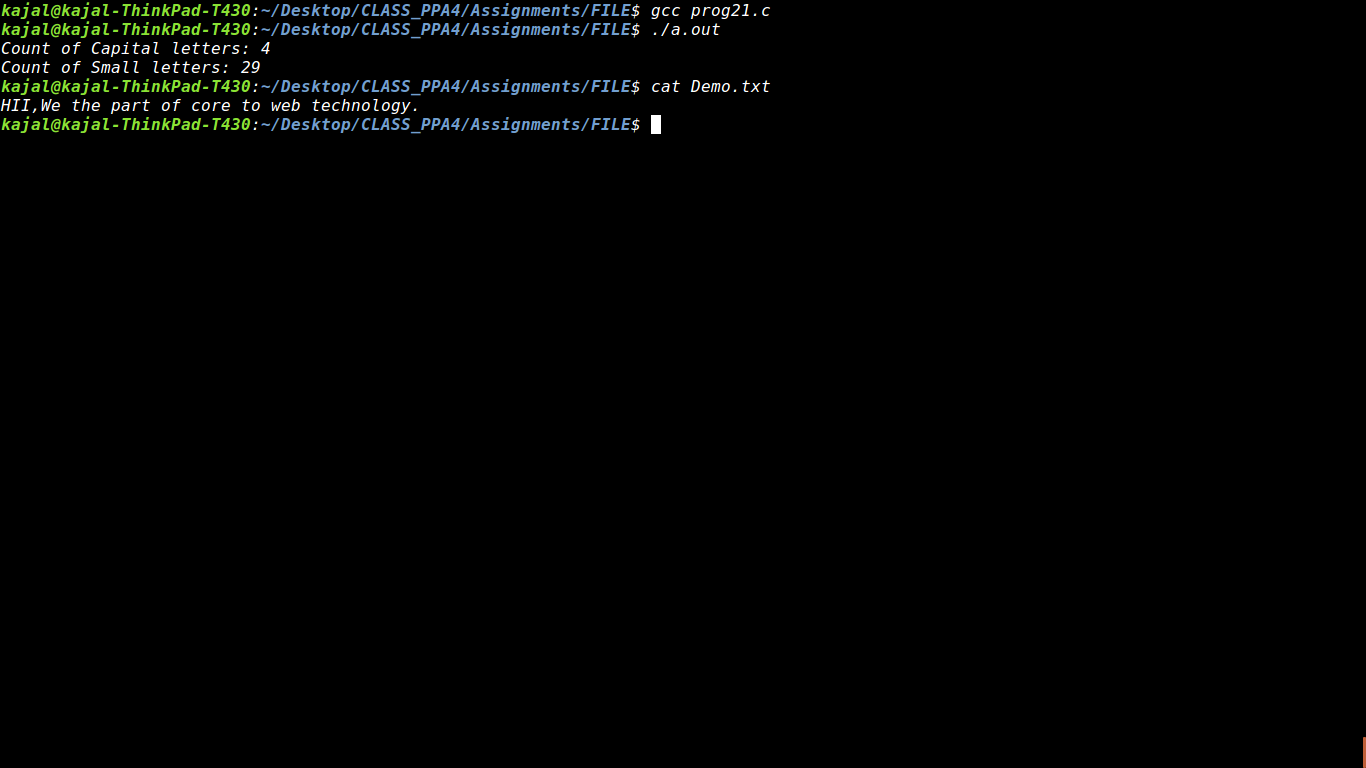 kajal@kajal-ThinkPad-T430:~/Desktop/CLASS_PPA4/Assignments/FILE$ gcc prog21.c
kajal@kajal-ThinkPad-T430:~/Desktop/CLASS_PPA4/Assignments/FILE$ ./a.out
Count of Capital letters: 4
Count of Small letters: 29
kajal@kajal-ThinkPad-T430:~/Desktop/CLASS_PPA4/Assignments/FILE$ cat Demo.txt
HII,We the part of core to web technology.
kajal@kajal-ThinkPad-T430:~/Desktop/CLASS_PPA4/Assignments/FILE$